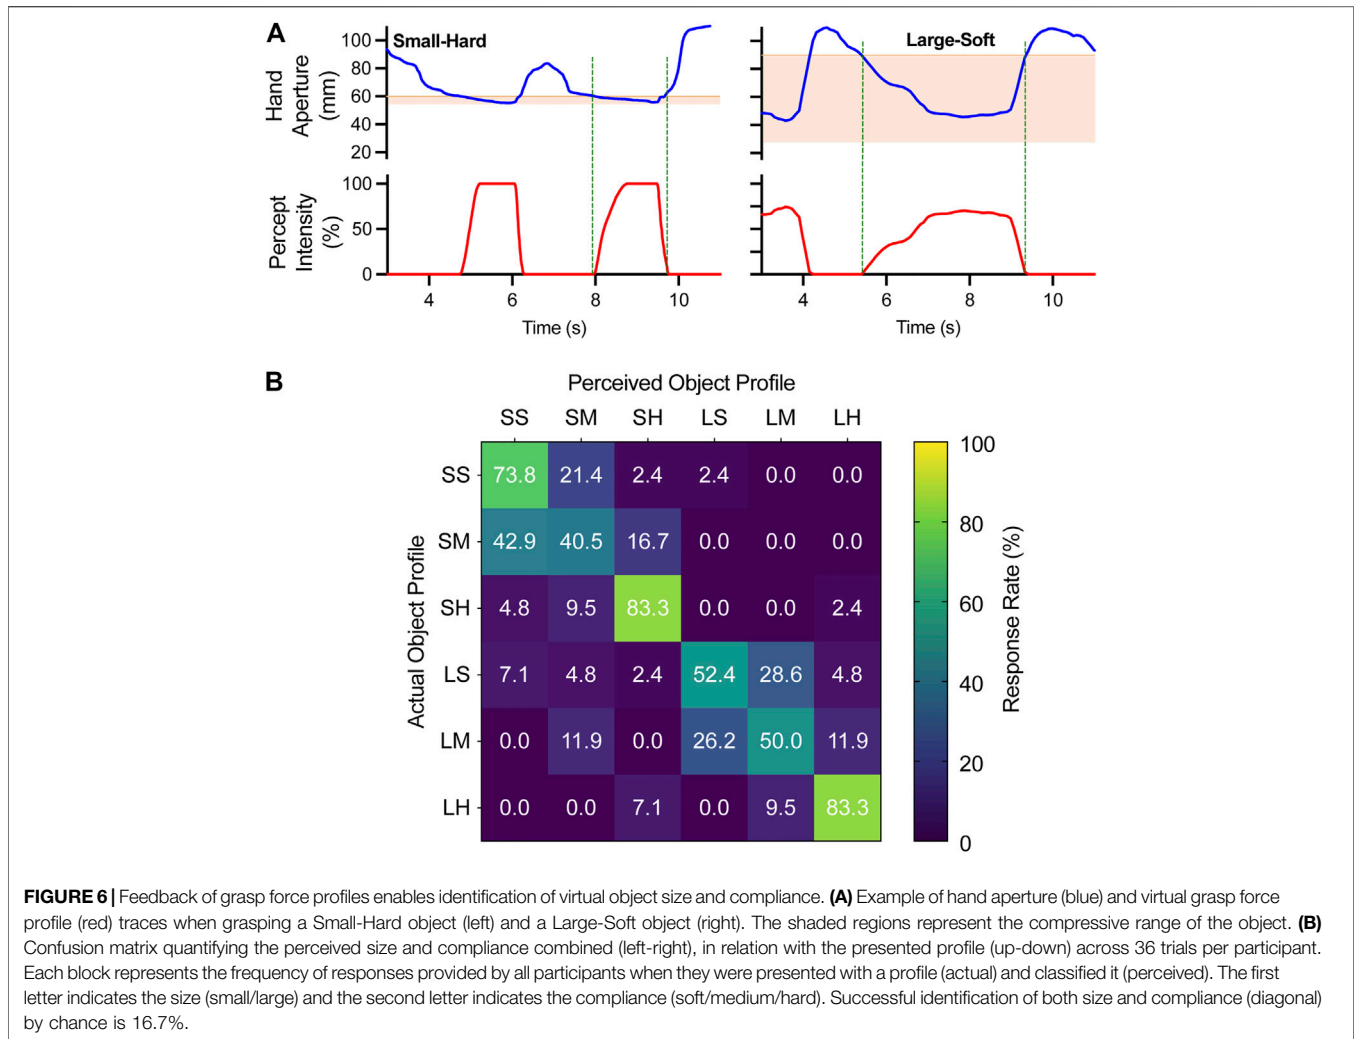 A
Small-Hard
Large-Soft
Hand
Aperture
(mm)
100
80
60
40
20
Percept
Intensity
(%)
100
50
0
4 6 8 10
4 6 8 10
Time (s)
Time (s)
B
Perceived Object Profile
SS SM SH LS LM LH
Actual Object Profile
SS 73.8 21.4 2.4 2.4 0.0 0.0
SM 42.9 40.5 16.7 0.0 0.0 0.0
SH 4.8 9.5 83.3 0.0 0.0 2.4
LS 7.1 4.8 2.4 52.4 28.6 4.8
LM 0.0 11.9 0.0 26.2 50.0 11.9
LH 0.0 0.0 7.1 0.0 9.5 83.3
100
80
60
40
20
0
Response Rate (%)
FIGURE 6 | Feedback of grasp force profiles enables identification of virtual object size and compliance. (A) Example of hand aperture (blue) and virtual grasp force
profile (red) traces when grasping a Small-Hard object (left) and a Large-Soft object (right). The shaded regions represent the compressive range of the object. (B)
Confusion matrix quantifying the perceived size and compliance combined (left-right), in relation with the presented profile (up-down) across 36 trials per participant.
Each block represents the frequency of responses provided by all participants when they were presented with a profile (actual) and classified it (perceived). The first
letter indicates the size (small/large) and the second letter indicates the compliance (soft/medium/hard). Successful identification of both size and compliance (diagonal)
by chance is 16.7%.